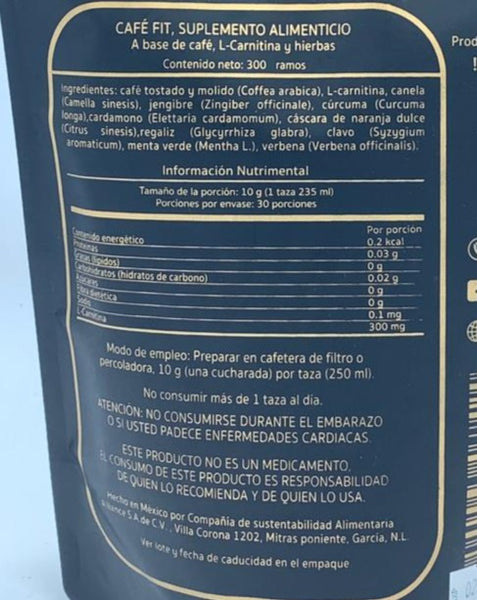 CAFÉ FIT, SUPLEMENTO ALIMENTICIO
A base de café, L-Carnitina y hierbas
Contenido neto: 300 ramos
Prod
Ingredientes: café tostado y molido (Coffea arabica), L-carnitina, canela
(Camella sinesis), jengibre (Zingiber officinale), cúrcuma (Curcuma
longa),cardamono (Elettaria cardamomum), cáscara de naranja dulce
(Citrus sinesis),regaliz (Glycyrrhiza glabra), clavo (Syzygium
aromaticum), menta verde (Mentha L.), verbena (Verbena officinalis).
Información Nutrimental
Tamaño de la porción: 10 g (1 taza 235 ml)
Porciones por envase: 30 porciones
Por porción
Contenido energético 0.2 kcal
Proteínas 0.03 g
Grasas (lípidos) 0 g
Carbohidratos (hidratos de carbono) 0.02 g
Azúcares 0 g
Fibra dietética 0 g
Sodio 0.1 mg
L-Carnitina 300 mg
Modo de empleo: Preparar en cafetera de filtro o
percoladora, 10 g (una cucharada) por taza (250 ml).
No consumir más de 1 taza al día.
ATENCIÓN: NO CONSUMIRSE DURANTE EL EMBARAZO
O SI USTED PADECE ENFERMEDADES CARDIACAS.
ESTE PRODUCTO NO ES UN MEDICAMENTO,
EL CONSUMO DE ESTE PRODUCTO ES RESPONSABILIDAD
DE QUIEN LO RECOMIENDA Y DE QUIEN LO USA.
Hecho en México por Compañía de sustentabilidad Alimentaria
S.A de C.V., Villa Corona 1202, Mitras poniente, García, N.L.
Ver lote y fecha de caducidad en el empaque